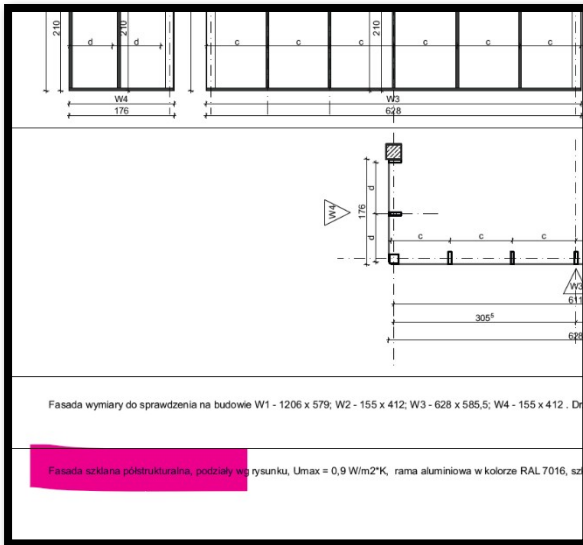 210
210
210
d
d
c
c
c
c
c
c
W4
W3
176
628
W4
176
d
d
c
c
c
W3
611
305⁵
628
Fasada wymiary do sprawdzenia na budowie W1 - 1206 x 579; W2 - 155 x 412; W3 - 628 x 585,5; W4 - 155 x 412 . Dr
Fasada szklana półstrukturalna, podziały wg rysunku, Umax = 0,9 W/m2*K, rama aluminiowa w kolorze RAL 7016, szl